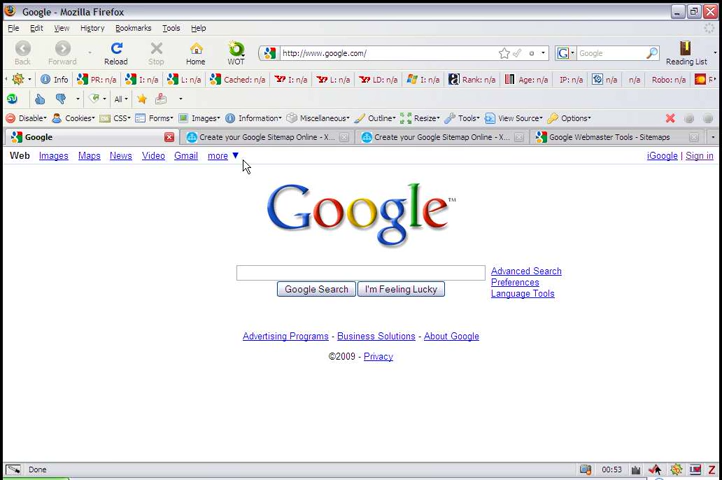 Google - Mozilla Firefox
File Edit View History Bookmarks Tools Help
Back Forward Reload Stop Home WOT http://www.google.com/ Google Reading List
Info PR: n/a I: n/a L: n/a Cached: n/a I: n/a L: n/a LD: n/a I: n/a Rank: n/a Age: n/a IP: n/a n/a n/a Robo: n/a
All
Disable Cookies CSS Forms Images Information Miscellaneous Outline Resize Tools View Source Options
Google Create your Google Sitemap Online - X... Create your Google Sitemap Online - X... Google Webmaster Tools - Sitemaps
Web Images Maps News Video Gmail more ▼ iGoogle | Sign in
Google™
Advanced Search
Preferences
Language Tools
Google Search I'm Feeling Lucky
Advertising Programs - Business Solutions - About Google
©2009 - Privacy
Done 00:53